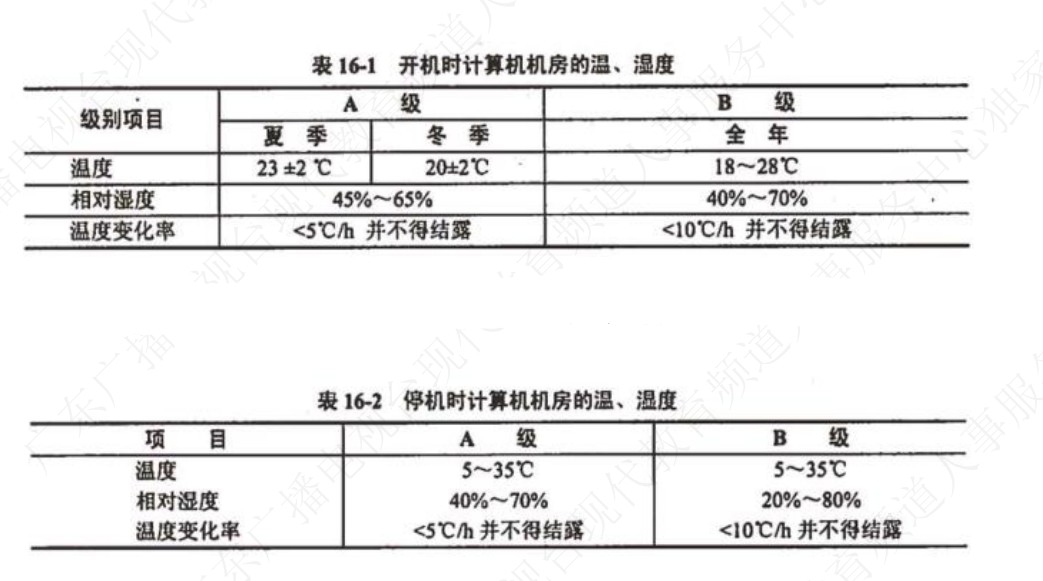 表 16-1 开机时计算机机房的温、湿度
级别项目 A 级 B 级
夏 季 冬 季 全 年
温度 23 ±2 ℃ 20±2℃ 18～28℃
相对湿度 45%～65% 40%～70%
温度变化率 <5℃/h 并不得结露 <10℃/h 并不得结露
表 16-2 停机时计算机机房的温、湿度
项 目 A 级 B 级
温度 5～35℃ 5～35℃
相对湿度 40%～70% 20%～80%
温度变化率 <5℃/h 并不得结露 <10℃/h 并不得结露